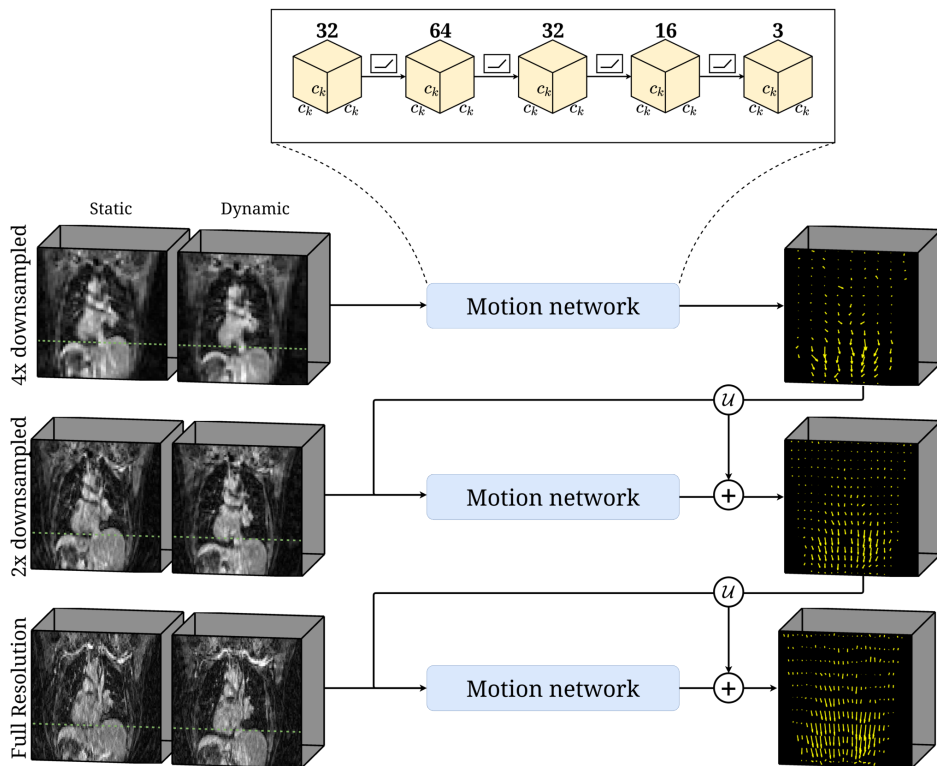 32 64 32 16 3
c_k c_k c_k c_k c_k
c_k c_k c_k c_k c_k c_k c_k c_k c_k c_k
Static Dynamic
4x downsampled
Motion network
u
2x downsampled
Motion network
+
u
Full Resolution
Motion network
+